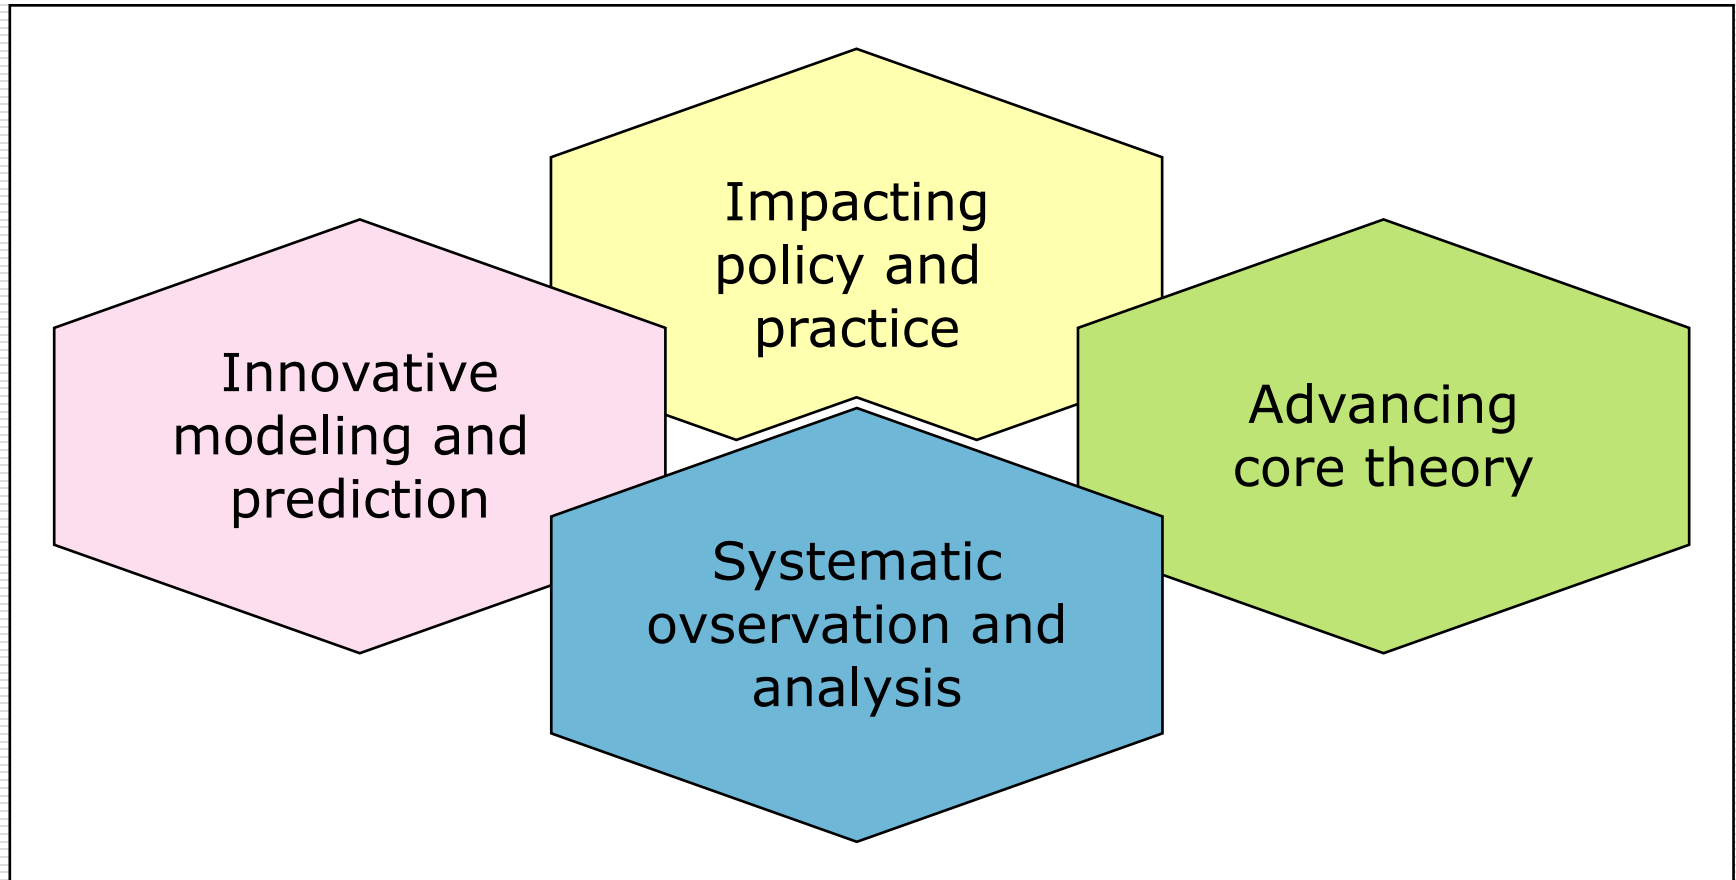 Impacting
policy and
practice
Innovative
modeling and
prediction
Advancing
core theory
Systematic
ovservation and
analysis